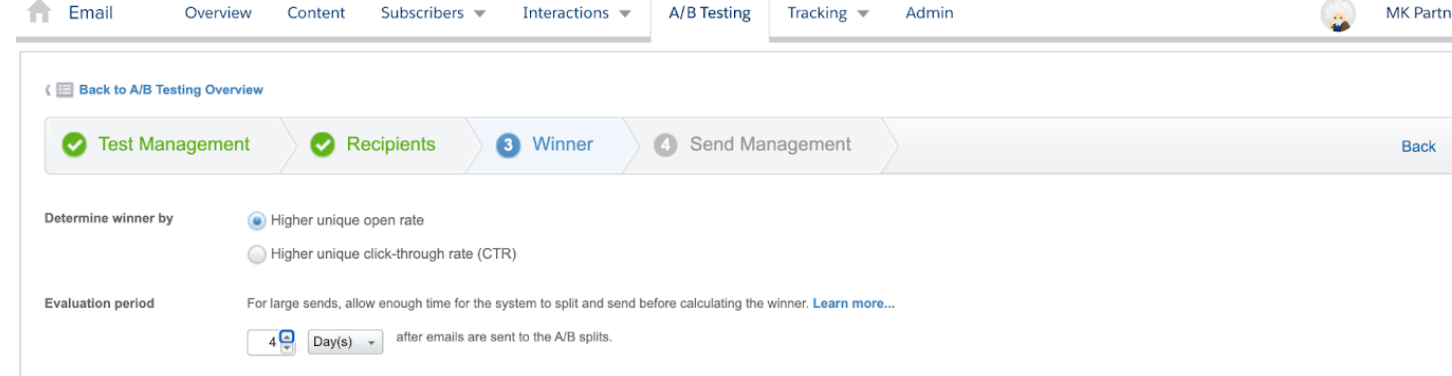 Email Overview Content Subscribers Interactions A/B Testing Tracking Admin MK Partn
Back to A/B Testing Overview
Test Management Recipients 3 Winner 4 Send Management Back
Determine winner by Higher unique open rate
Higher unique click-through rate (CTR)
Evaluation period For large sends, allow enough time for the system to split and send before calculating the winner. Learn more...
4 Day(s) after emails are sent to the A/B splits.